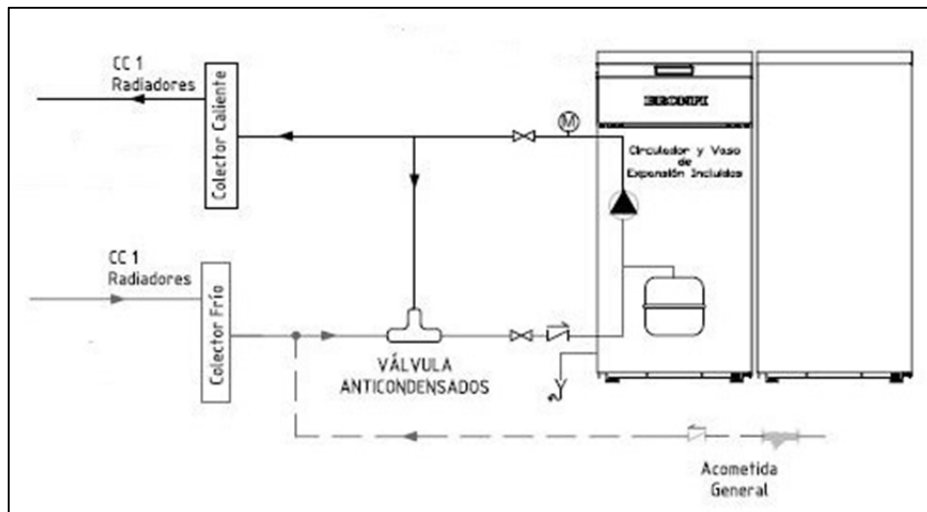 CC 1
Radiadores
Colector Caliente
M
BRONPI
Circulador y Vaso
de
Expansión Incluidos
CC 1
Radiadores
Colector Frío
VÁLVULA
ANTICONDENSADOS
Acometida
General